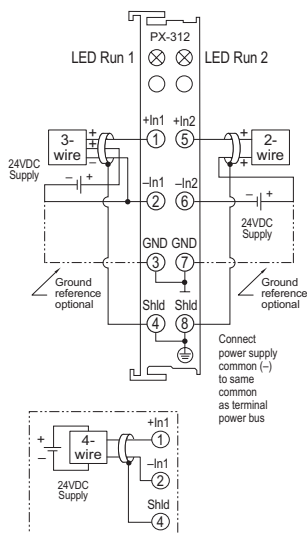 PX-312
LED Run 1
LED Run 2
+In1
+In2
1
5
3-
wire
+
+
–
2-
wire
+
24VDC
Supply
– +
–In1
–In2
2
6
– +
24VDC
Supply
GND
GND
3
7
Ground
reference
optional
Ground
reference
optional
Shld
Shld
4
8
Connect
power supply
common (–)
to same
common
as terminal
power bus
+In1
+
–
4-
wire
1
–In1
24VDC
Supply
2
Shld
4